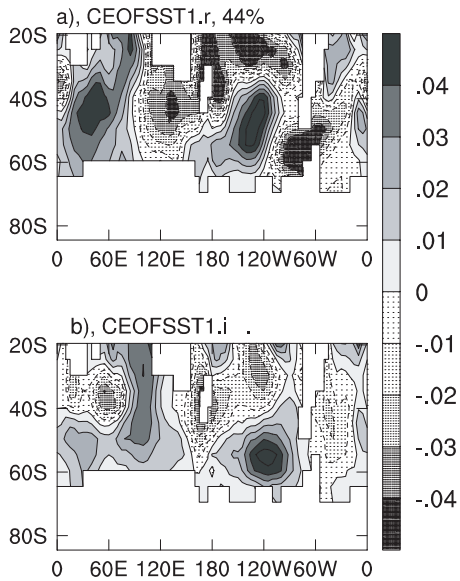 a), CEOFSST1.r, 44%
20S
40S
60S
80S
0 60E 120E 180 120W 60W 0
b), CEOFSST1.i .
20S
40S
60S
80S
0 60E 120E 180 120W 60W 0
.04
.03
.02
.01
0
-.01
-.02
-.03
-.04